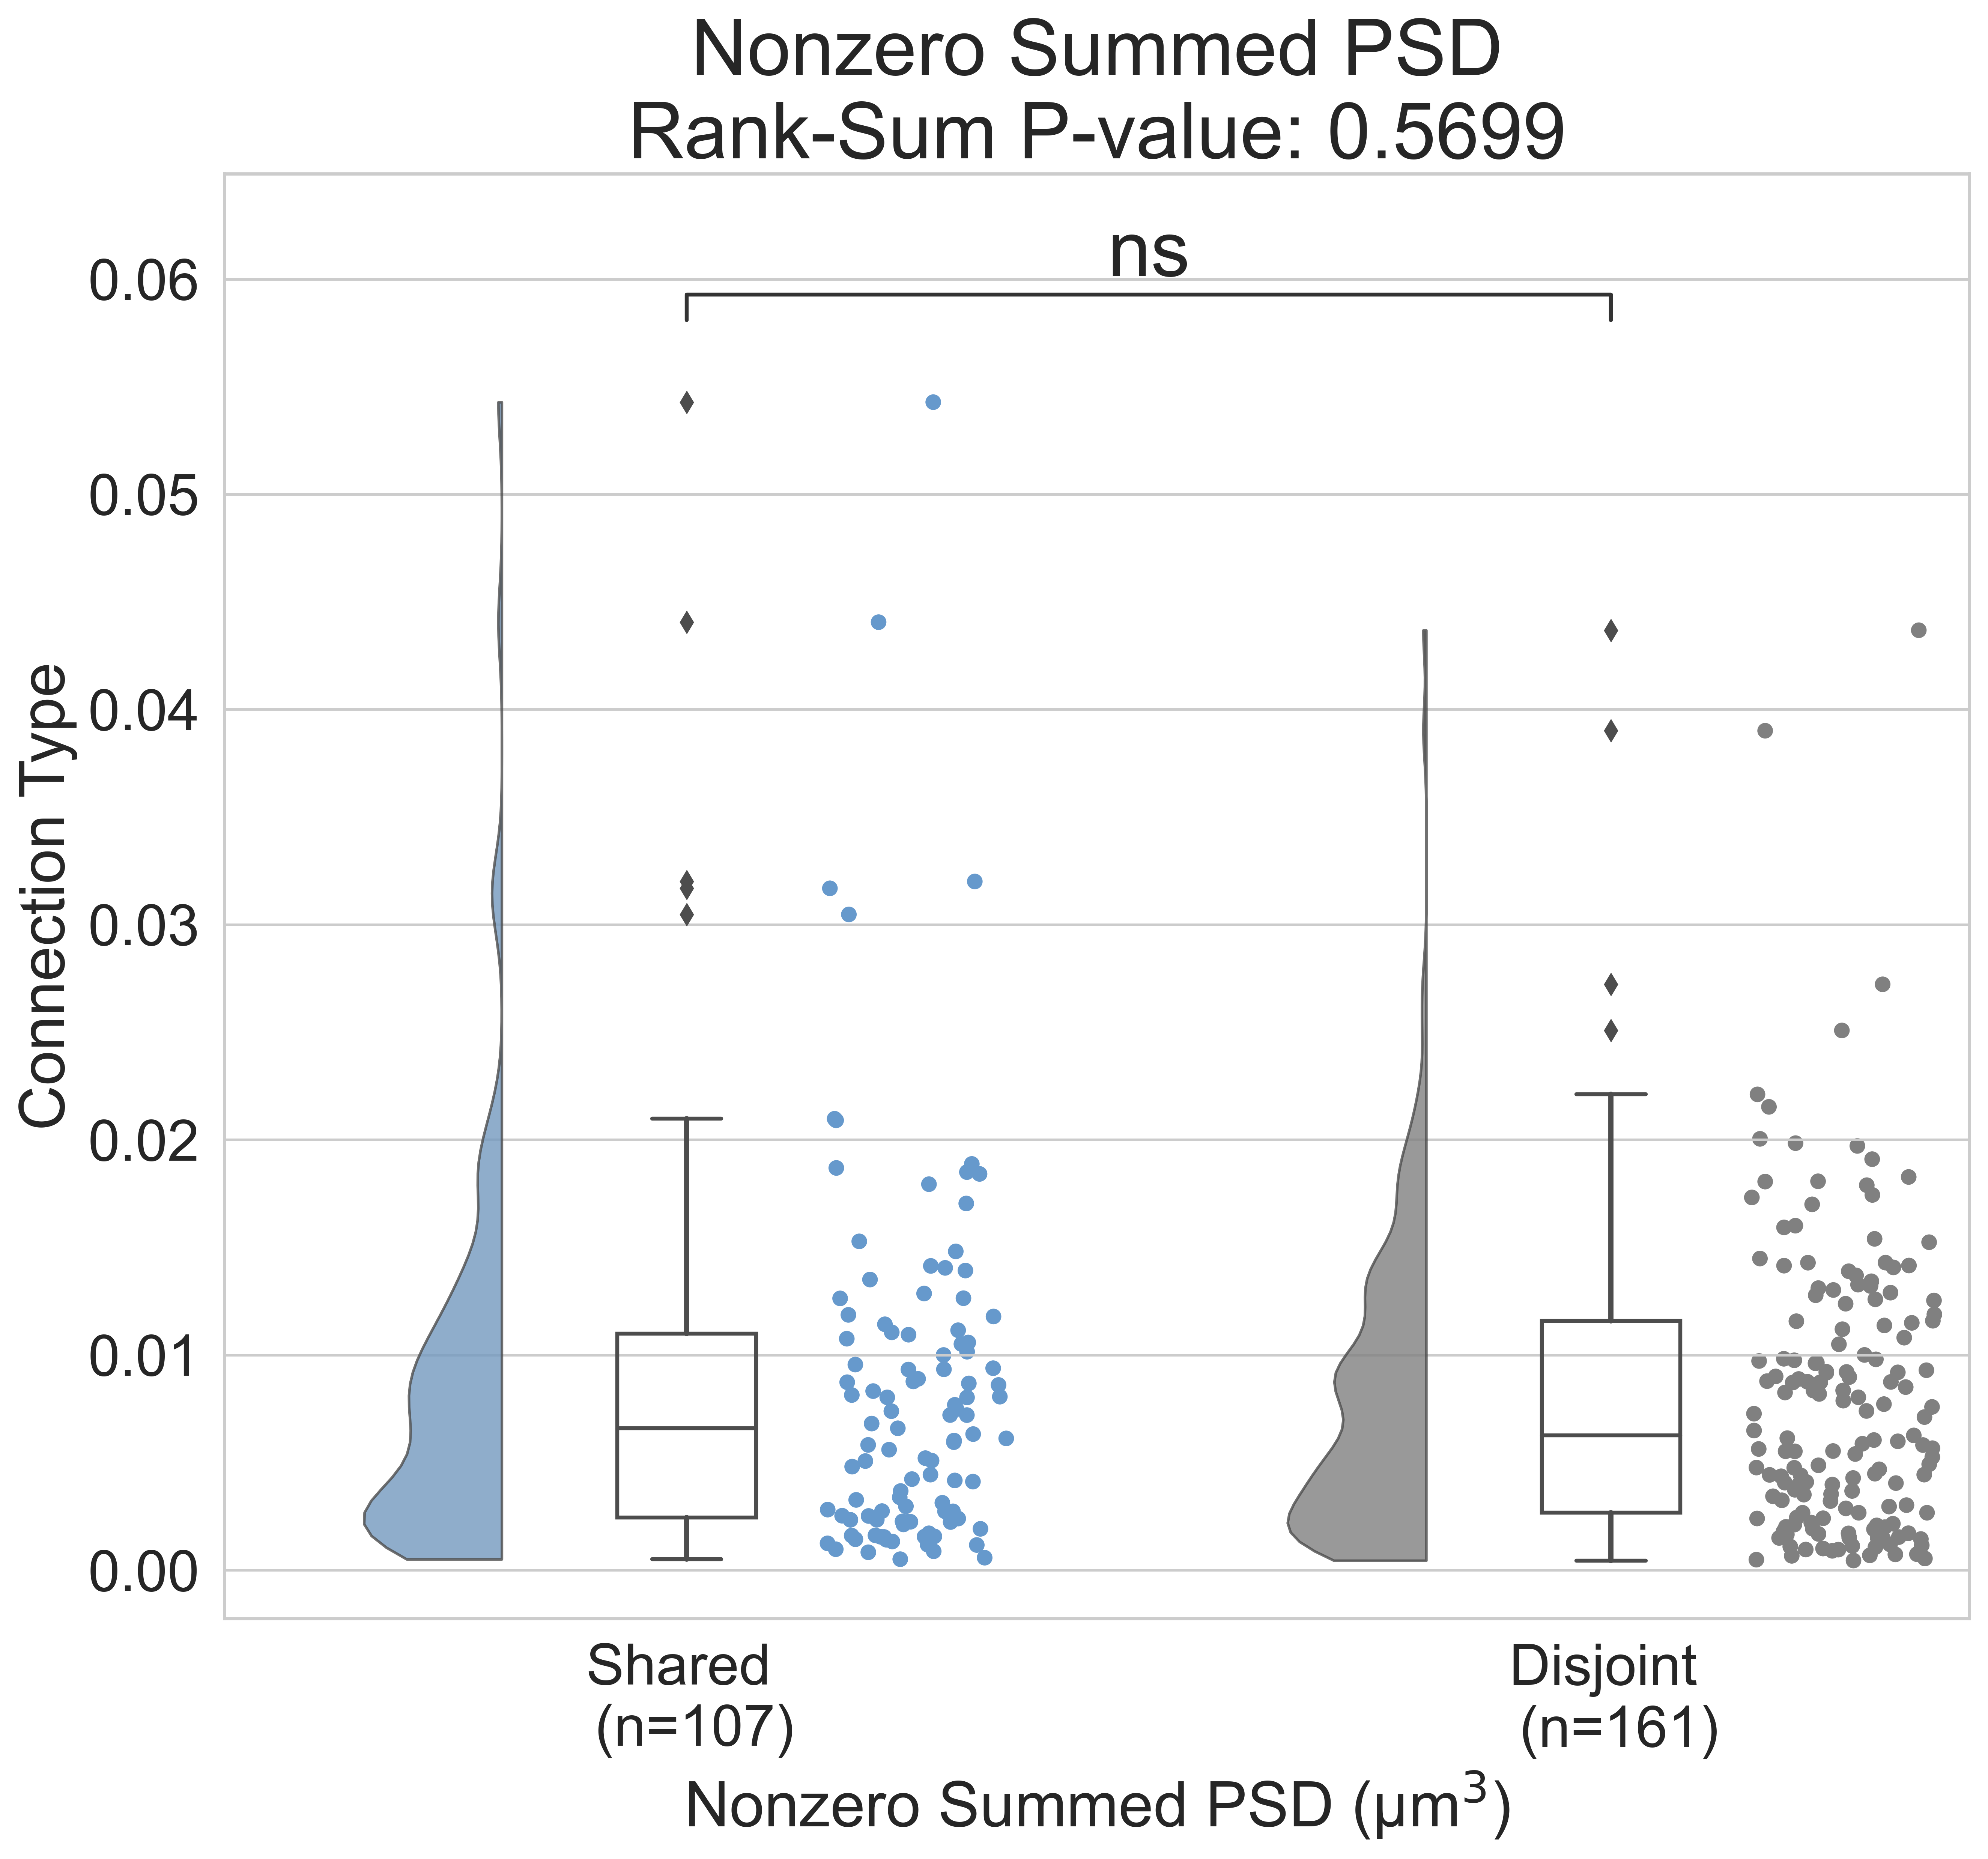 Nonzero Summed PSD
Rank-Sum P-value: 0.5699
ns
0.06
0.05
0.04
0.03
0.02
0.01
0.00
Connection Type
Shared
(n=107)
Disjoint
(n=161)
Nonzero Summed PSD (μm³)